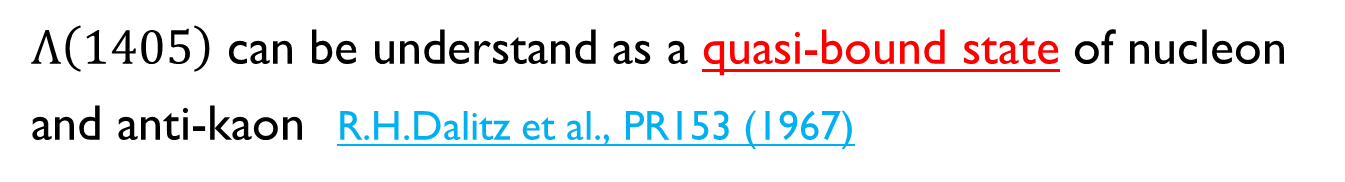 Λ(1405) can be understand as a quasi-bound state of nucleon
and anti-kaon R.H.Dalitz et al., PR153 (1967)